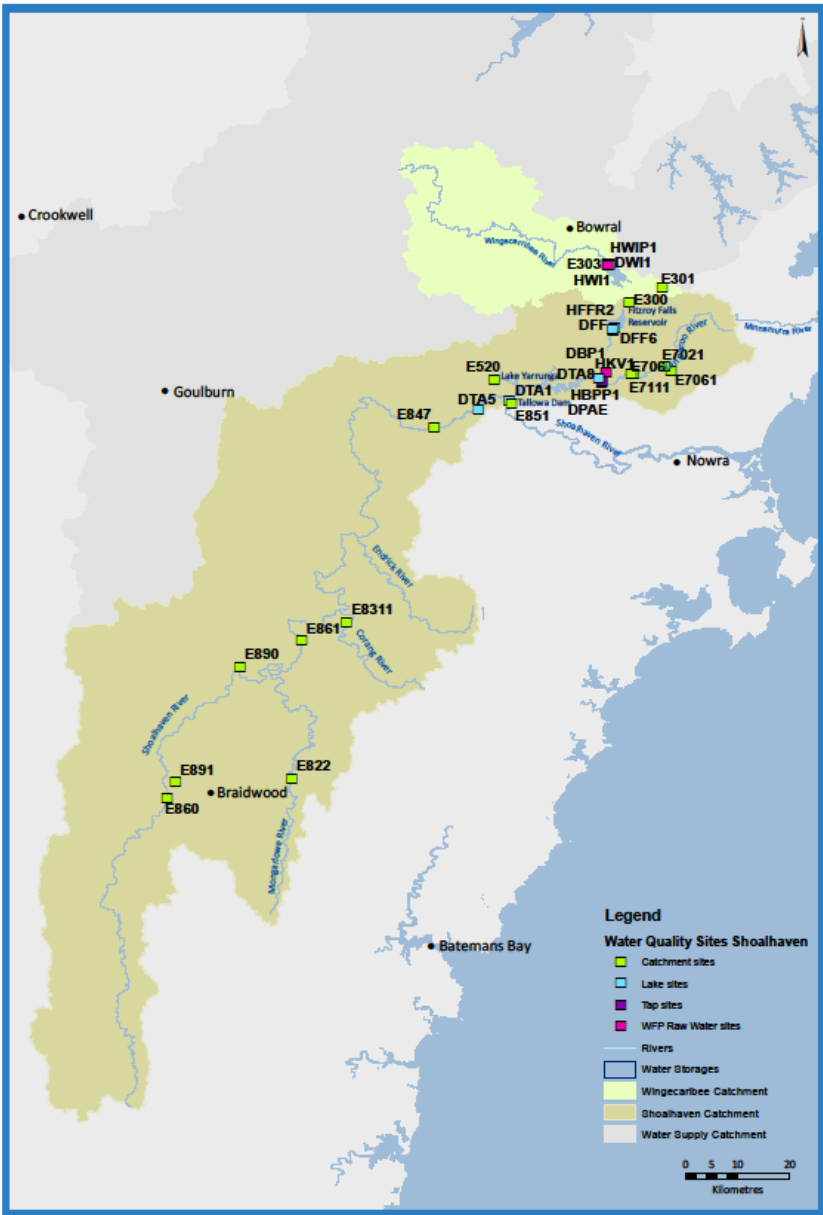 Crookwell
Bowral
Wingecarribee River
HWIP1
E303
DWI1
HWI1
E301
E300
HFFR2
Fitzroy Falls
Reservoir
DFF
DFF6
Minnamurra River
DBP1
HKV1
E7021
E7061
E7111
E520
Lake Yarrunga
DTA8
HBPP1
DPAE
Goulburn
DTA1
DTA5
Tallowa Dam
E851
E847
Shoalhaven River
Nowra
Endrick River
E8311
E861
Corang River
E890
Shoalhaven River
E891
E822
Braidwood
E860
Mongarlowe River
Batemans Bay
Legend
Water Quality Sites Shoalhaven
Catchment sites
Lake sites
Tap sites
WFP Raw Water sites
Rivers
Water Storages
Wingecaribee Catchment
Shoalhaven Catchment
Water Supply Catchment
0 5 10 20
Kilometres